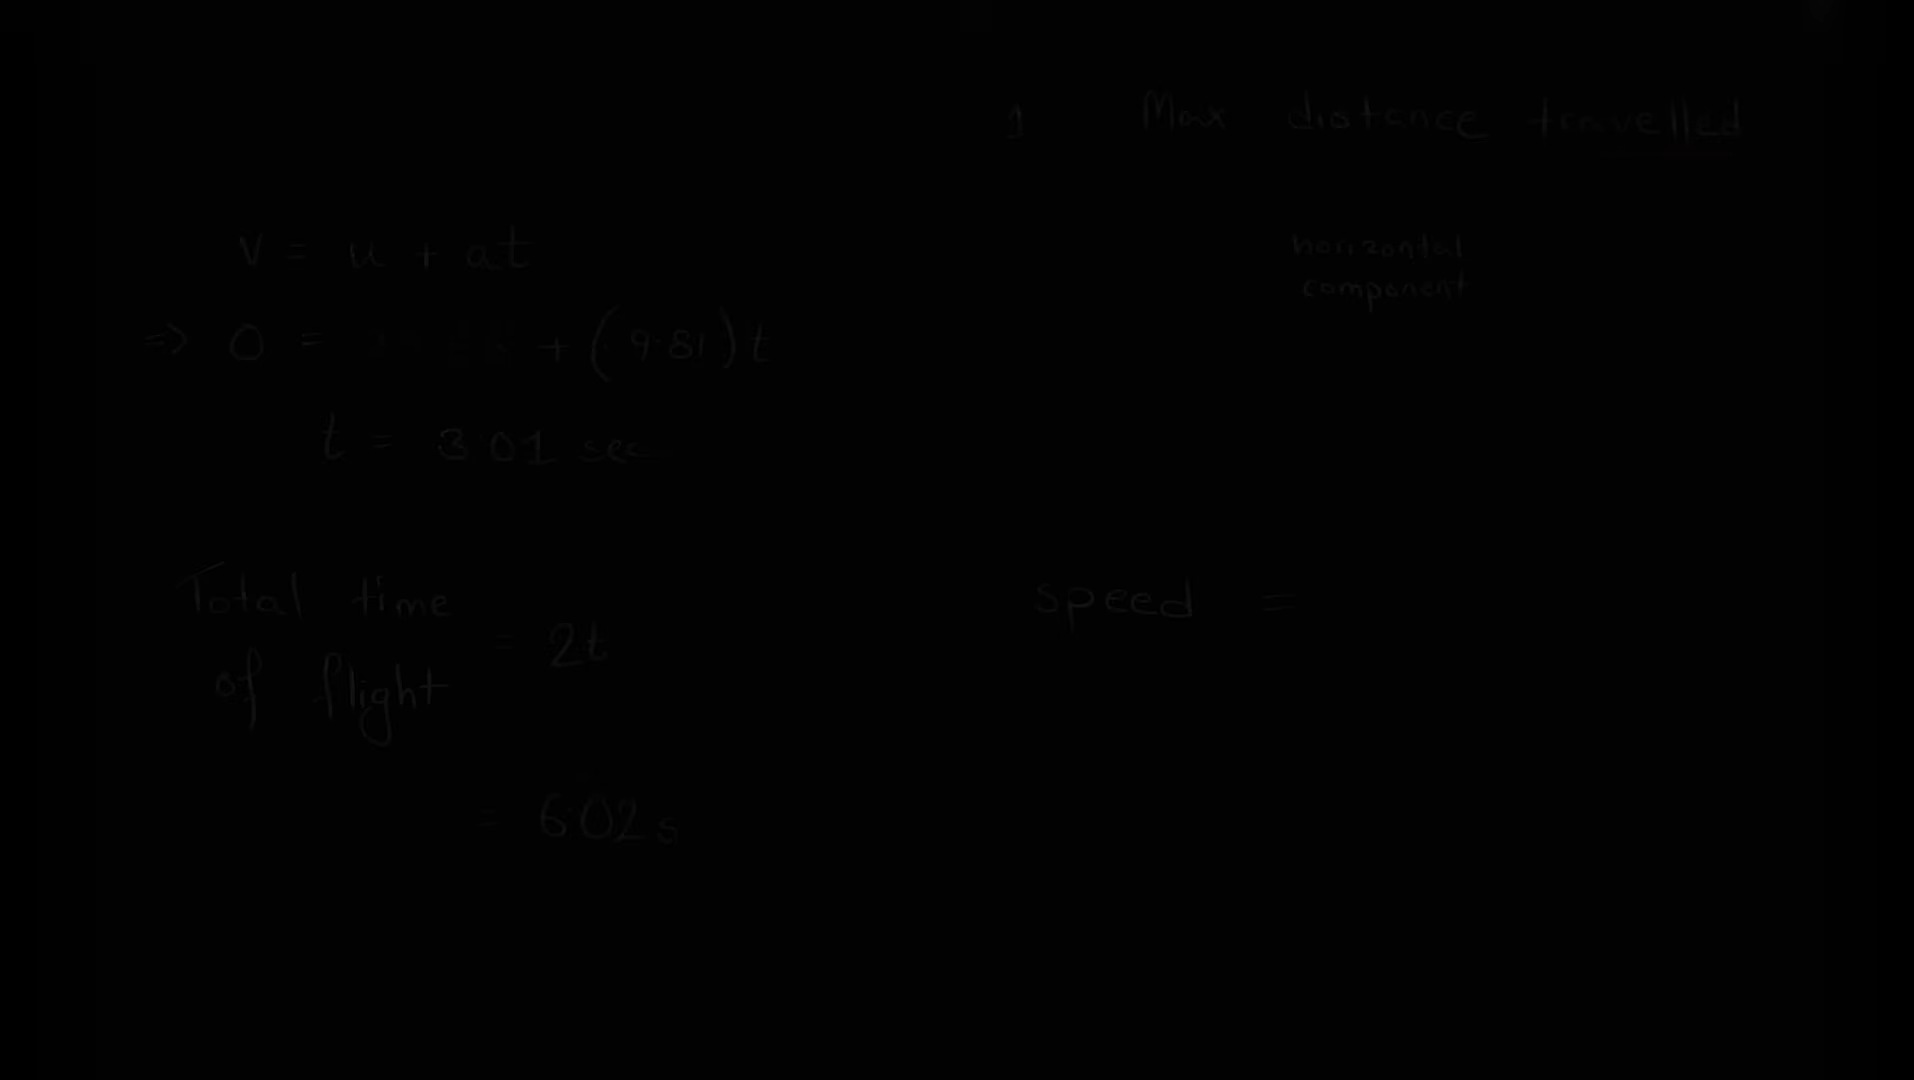 v = u + at
=> 0 = + (9.81) t
t = 3.01 sec
Total time
of flight
= 2t
= 6.02 s
1 Max distance travelled
horizontal
component
speed =